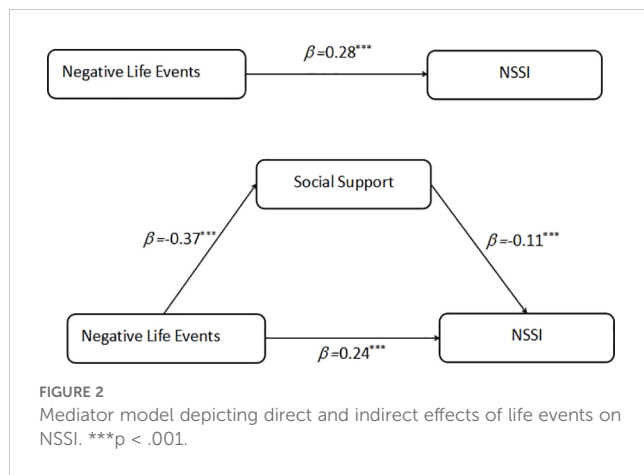 β=0.28***
Negative Life Events
NSSI
Social Support
β=-0.37***
β=-0.11***
Negative Life Events
NSSI
β=0.24***
FIGURE 2
Mediator model depicting direct and indirect effects of life events on
NSSI. ***p < .001.